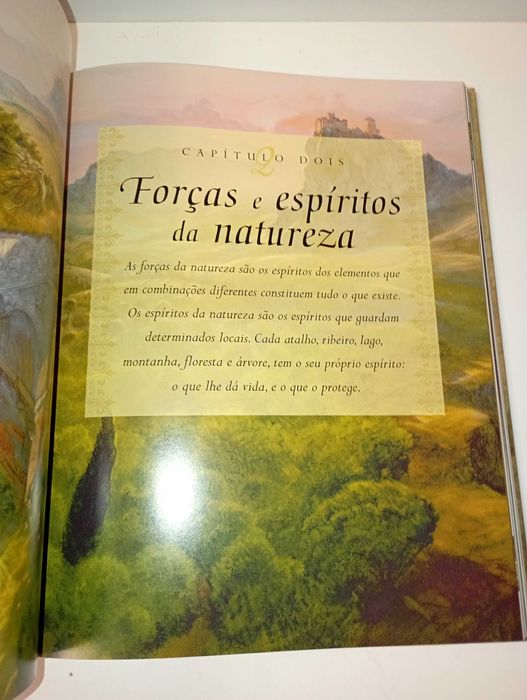 CAPÍTULO DOIS
2
Forças e espíritos
da natureza
As forças da natureza são os espíritos dos elementos que
em combinações diferentes constituem tudo o que existe.
Os espíritos da natureza são os espíritos que guardam
determinados locais. Cada atalho, ribeiro, lago,
montanha, floresta e árvore, tem o seu próprio espírito:
o que lhe dá vida, e o que o protege.